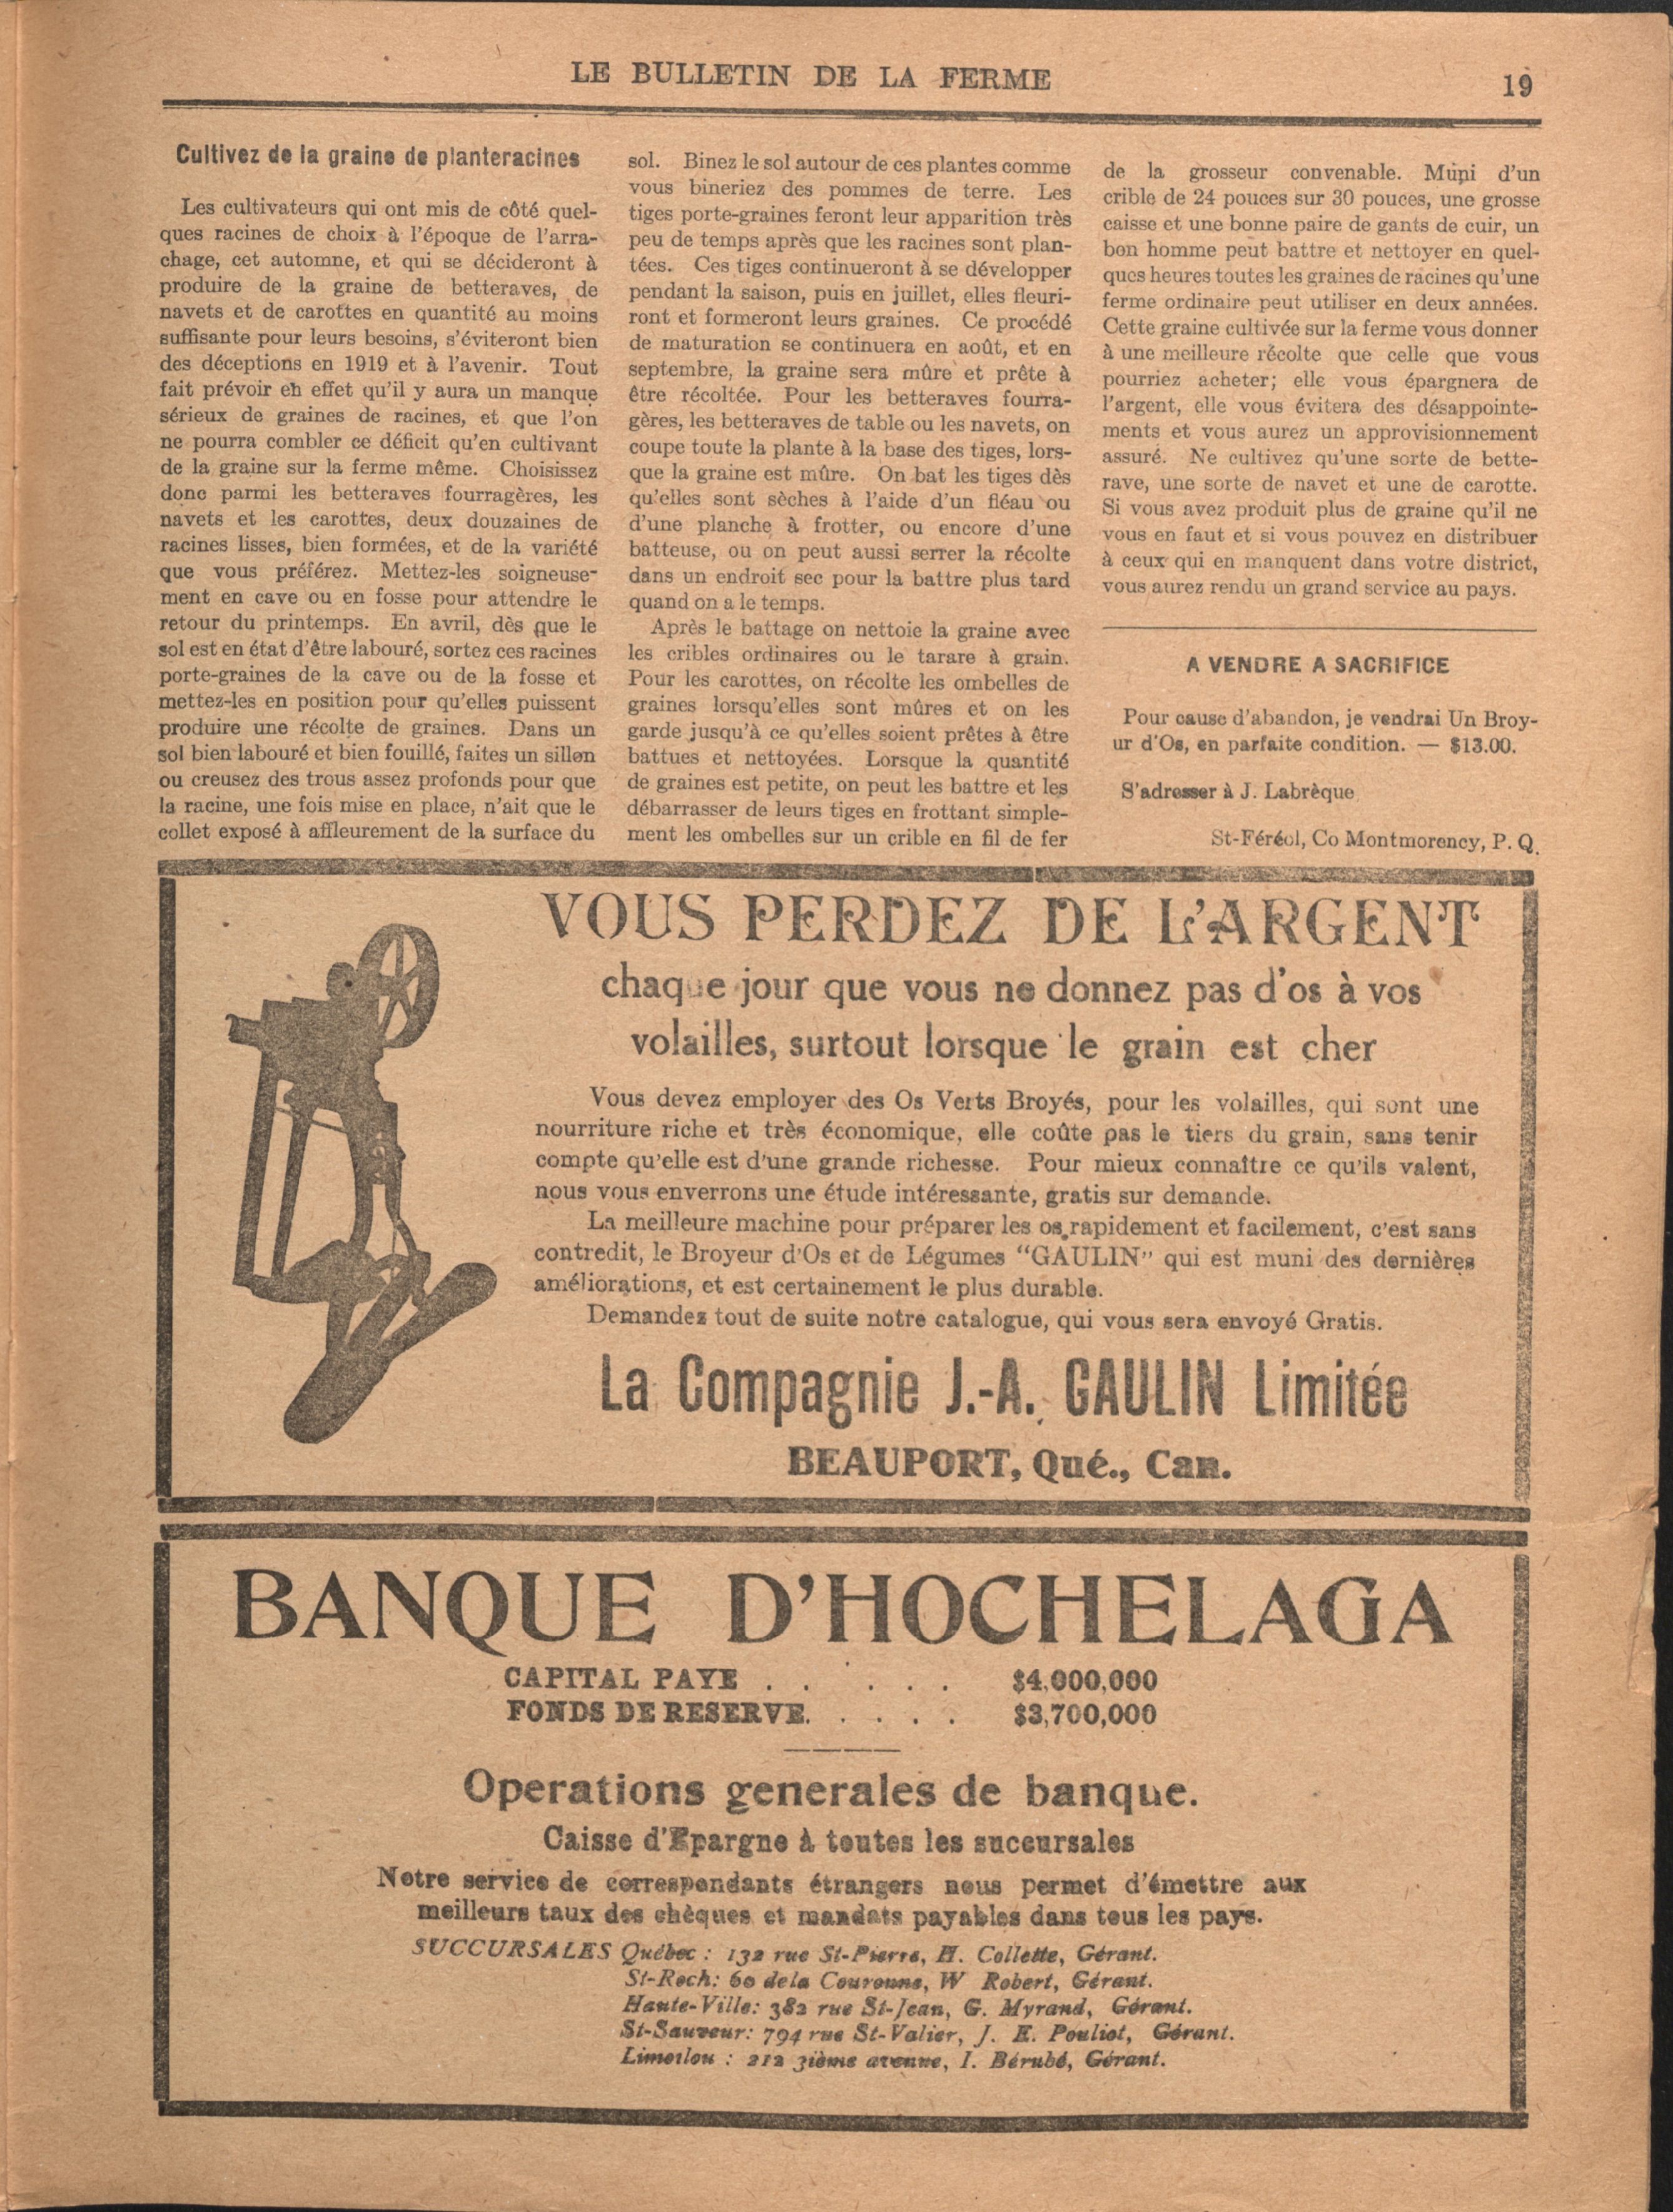 LE BULLETIN DE LA FERME
19
Cultivez de la graine de planteracines
Les cultivateurs qui ont mis de côté quel-
ques racines de choix à l'époque de l'arra-
chage, cet automne, et qui se décideront à
produire de la graine de betteraves, de
navets et de carottes en quantité au moins
suffisante pour leurs besoins, s'éviteront bien
des déceptions en 1919 et à l'avenir. Tout
fait prévoir en effet qu'il y aura un manque
sérieux de graines de racines, et que l'on
ne pourra combler ce déficit qu'en cultivant
de la graine sur la ferme même. Choisissez
donc parmi les betteraves fourragères, les
navets et les carottes, deux douzaines de
racines lisses, bien formées, et de la variété
que vous préférez. Mettez-les soigneuse-
ment en cave ou en fosse pour attendre le
retour du printemps. En avril, dès que le
sol est en état d'être labouré, sortez ces racines
porte-graines de la cave ou de la fosse et
mettez-les en position pour qu'elles puissent
produire une récolte de graines. Dans un
sol bien labouré et bien fouillé, faites un sillon
ou creusez des trous assez profonds pour que
la racine, une fois mise en place, n'ait que le
collet exposé à affleurement de la surface du
sol. Binez le sol autour de ces plantes comme
vous bineriez des pommes de terre. Les
tiges porte-graines feront leur apparition très
peu de temps après que les racines sont plan-
tées. Ces tiges continueront à se développer
pendant la saison, puis en juillet, elles fleuri-
ront et formeront leurs graines. Ce procédé
de maturation se continuera en août, et en
septembre, la graine sera mûre et prête à
être récoltée. Pour les betteraves fourra-
gères, les betteraves de table ou les navets, on
coupe toute la plante à la base des tiges, lors-
que la graine est mûre. On bat les tiges dès
qu'elles sont sèches à l'aide d'un fléau ou
d'une planche à frotter, ou encore d'une
batteuse, ou on peut aussi serrer la récolte
dans un endroit sec pour la battre plus tard
quand on a le temps.
Après le battage on nettoie la graine avec
les cribles ordinaires ou le tarare à grain.
Pour les carottes, on récolte les ombelles de
graines lorsqu'elles sont mûres et on les
garde jusqu'à ce qu'elles soient prêtes à être
battues et nettoyées. Lorsque la quantité
de graines est petite, on peut les battre et les
débarrasser de leurs tiges en frottant simple-
ment les ombelles sur un crible en fil de fer
de la grosseur convenable. Muni d'un
crible de 24 pouces sur 30 pouces, une grosse
caisse et une bonne paire de gants de cuir, un
bon homme peut battre et nettoyer en quel-
ques heures toutes les graines de racines qu'une
ferme ordinaire peut utiliser en deux années.
Cette graine cultivée sur la ferme vous donner
à une meilleure récolte que celle que vous
pourriez acheter; elle vous épargnera de
l'argent, elle vous évitera des désappointe-
ments et vous aurez un approvisionnement
assuré. Ne cultivez qu'une sorte de bette-
rave, une sorte de navet et une de carotte.
Si vous avez produit plus de graine qu'il ne
vous en faut et si vous pouvez en distribuer
à ceux qui en manquent dans votre district,
vous aurez rendu un grand service au pays.
A VENDRE A SACRIFICE
Pour cause d'abandon, je vendrai Un Broy-
ur d'Os, en parfaite condition. — $13.00.
S'adresser à J. Labrèque
St-Féréol, Co Montmorency, P. Q.
VOUS PERDEZ DE L'ARGENT
chaque jour que vous ne donnez pas d'os à vos
volailles, surtout lorsque le grain est cher
Vous devez employer des Os Verts Broyés, pour les volailles, qui sont une
nourriture riche et très économique, elle coûte pas le tiers du grain, sans tenir
compte qu'elle est d'une grande richesse. Pour mieux connaître ce qu'ils valent,
nous vous enverrons une étude intéressante, gratis sur demande.
La meilleure machine pour préparer les os rapidement et facilement, c'est sans
contredit, le Broyeur d'Os et de Légumes "GAULIN" qui est muni des dernières
améliorations, et est certainement le plus durable.
Demandez tout de suite notre catalogue, qui vous sera envoyé Gratis.
La Compagnie J.-A. GAULIN Limitée
BEAUPORT, Qué., Can.
BANQUE D'HOCHELAGA
CAPITAL PAYE . . . . . $4,000,000
FONDS DE RESERVE. . . . . $3,700,000
Operations generales de banque.
Caisse d'Epargne à toutes les succursales
Notre service de correspondants étrangers nous permet d'émettre aux
meilleurs taux des chèques et mandats payables dans tous les pays.
SUCCURSALES Québec : 132 rue St-Pierre, H. Collette, Gérant.
St-Roch: 60 dela Couronne, W Robert, Gérant.
Haute-Ville: 382 rue St-Jean, G. Myrand, Gérant.
St-Sauveur: 794 rue St-Valier, J. E. Pouliot, Gérant.
Limoilou : 212 3ième avenue, I. Bérubé, Gérant.